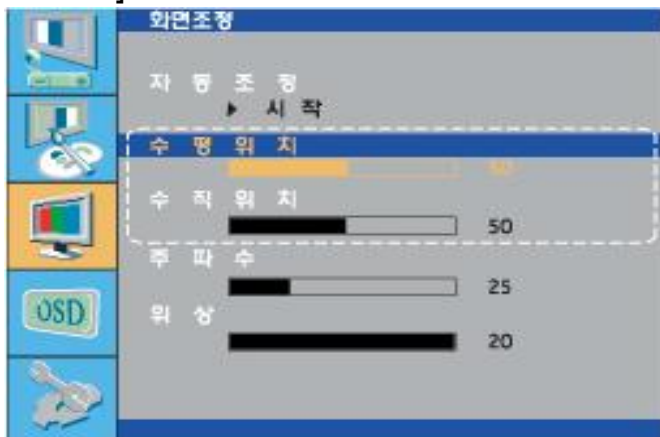 화면조정
자 동 조 정
▶ 시 작
수 평 위 치
수 직 위 치
50
주 파 수
25
위 상
20
OSD